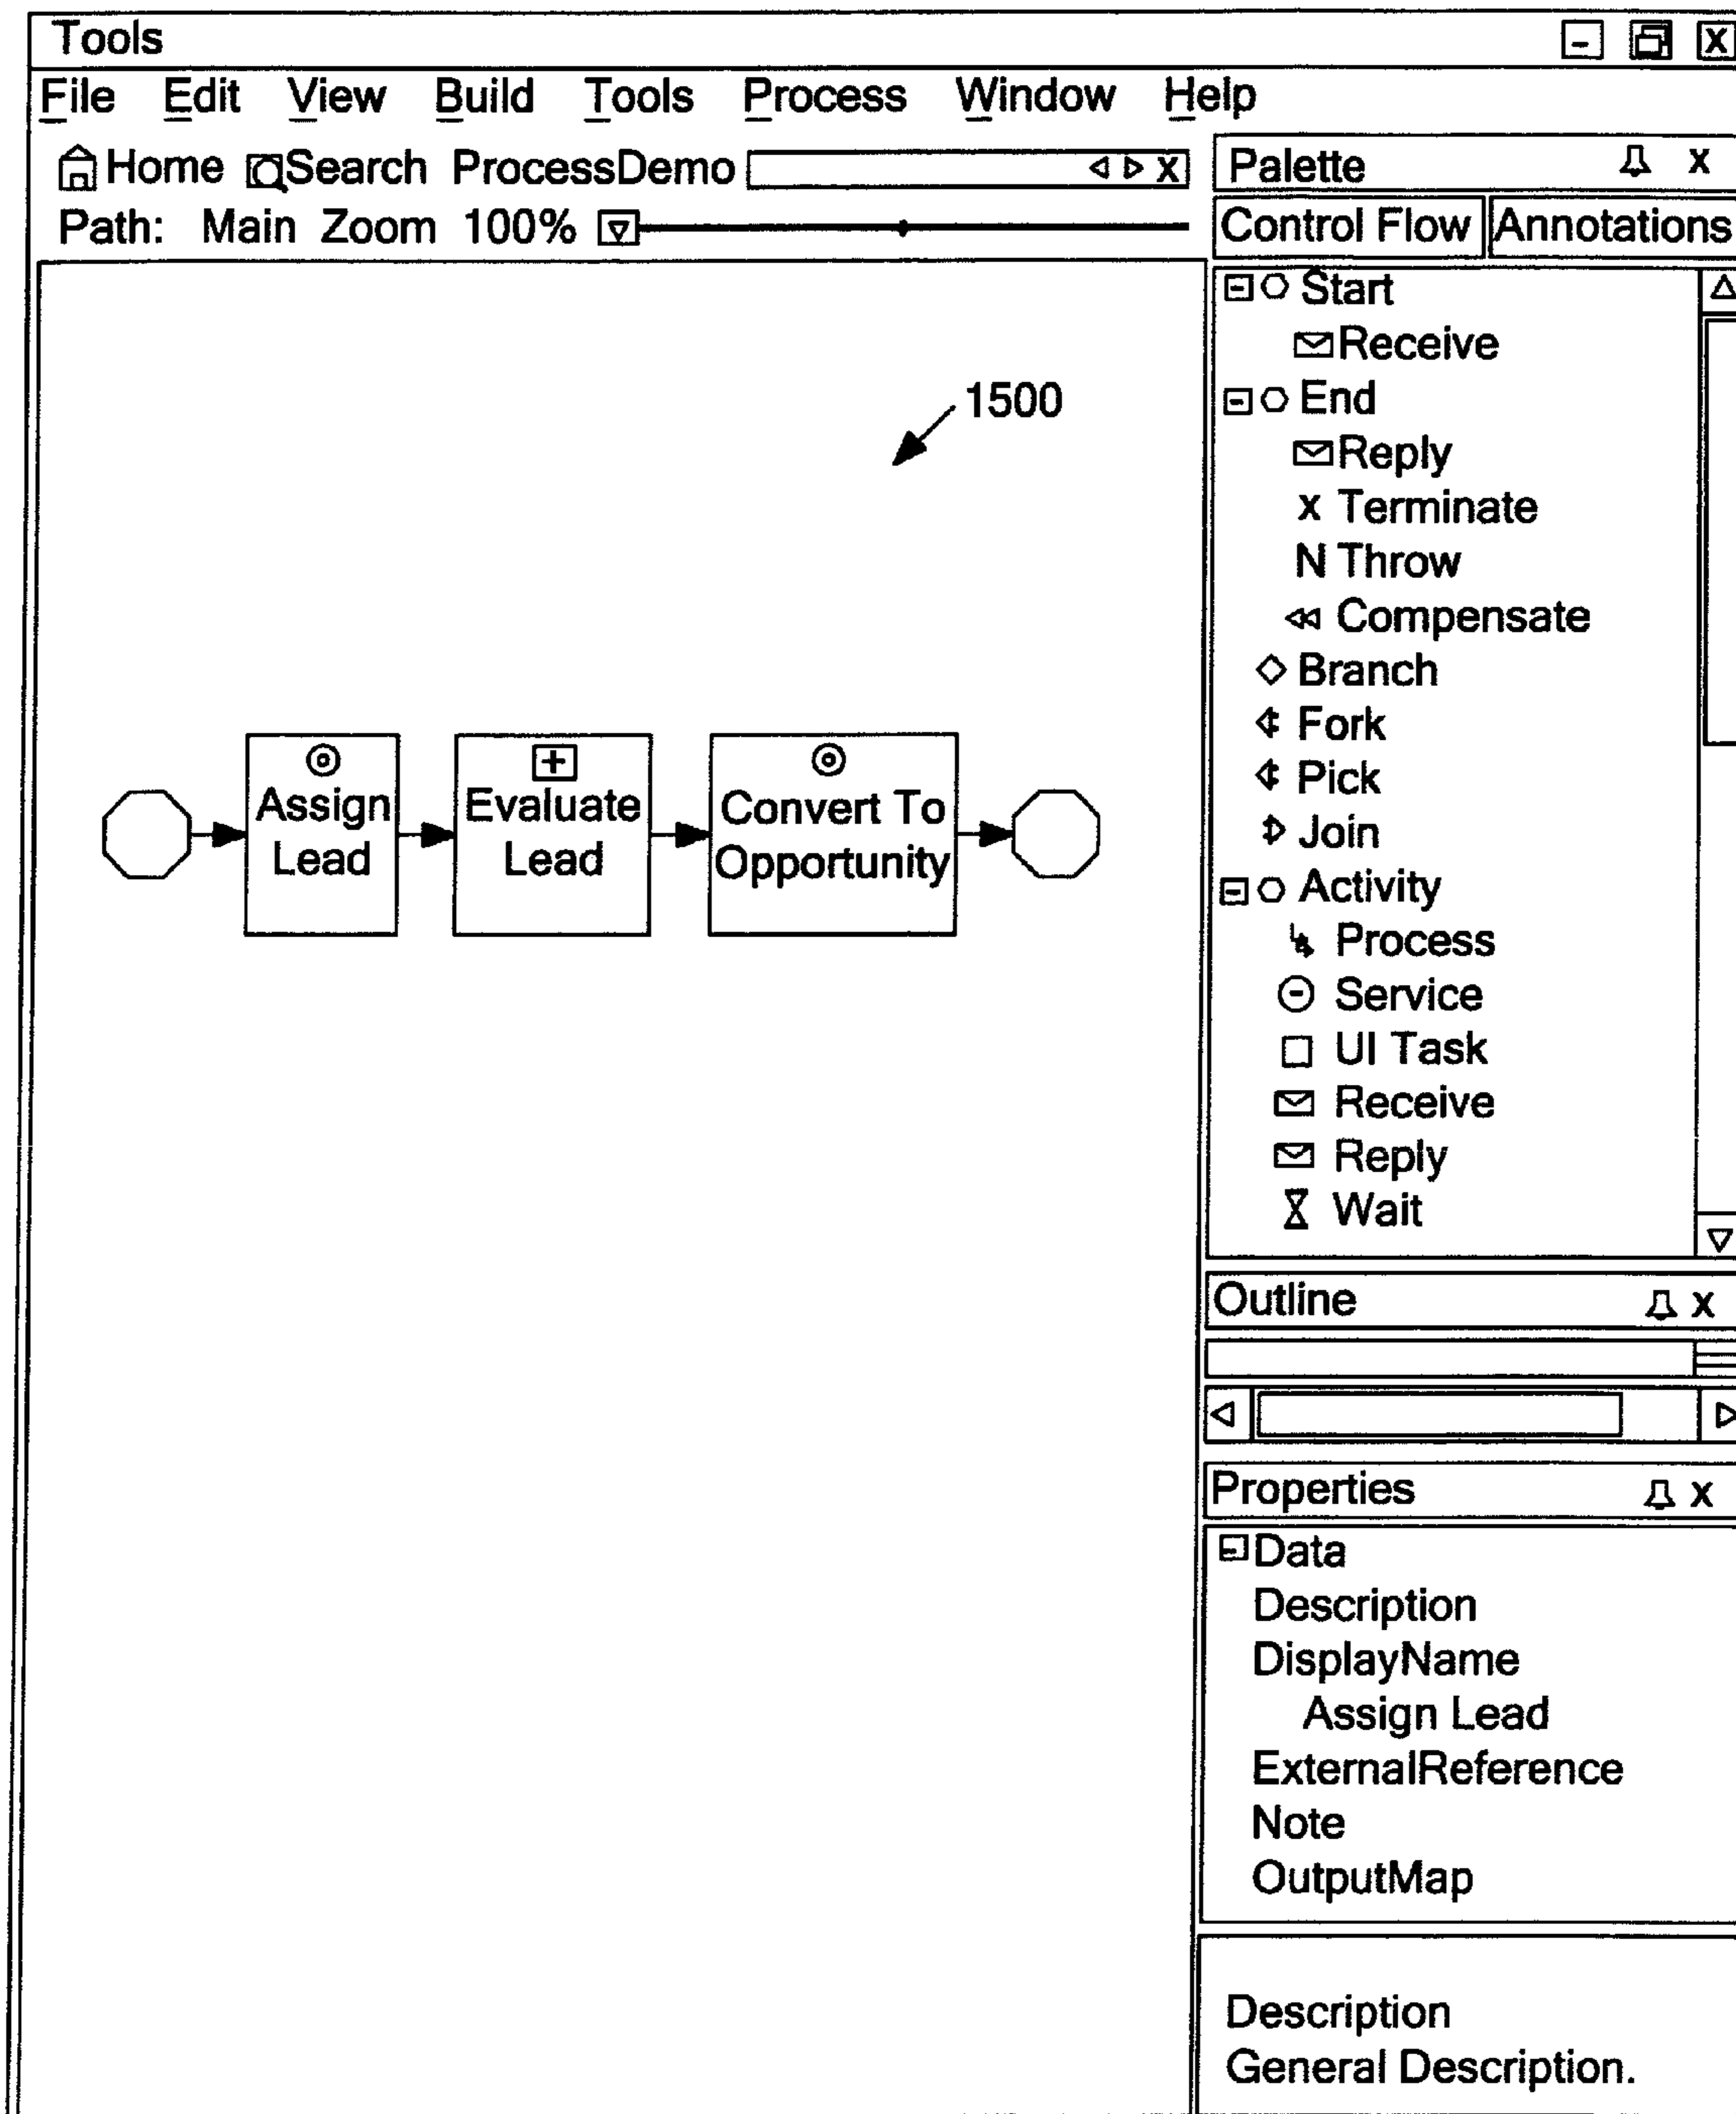 Tools
File Edit View Build Tools Process Window Help
Home Search ProcessDemo
Path: Main Zoom 100%
1500
Assign
Lead
Evaluate
Lead
Convert To
Opportunity
Palette
Control Flow Annotations
Start
Receive
End
Reply
X Terminate
N Throw
Compensate
Branch
Fork
Pick
Join
Activity
Process
Service
UI Task
Receive
Reply
Wait
Outline
Properties
Data
Description
DisplayName
Assign Lead
ExternalReference
Note
OutputMap
Description
General Description.